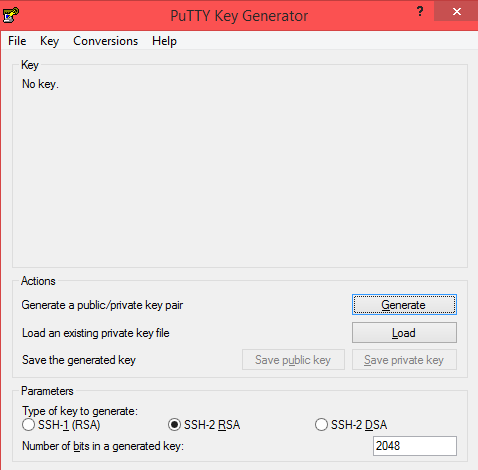 PuTTY Key Generator ? ×
File Key Conversions Help
Key
No key.
Actions
Generate a public/private key pair Generate
Load an existing private key file Load
Save the generated key Save public key Save private key
Parameters
Type of key to generate:
SSH-1 (RSA) SSH-2 RSA SSH-2 DSA
Number of bits in a generated key: 2048